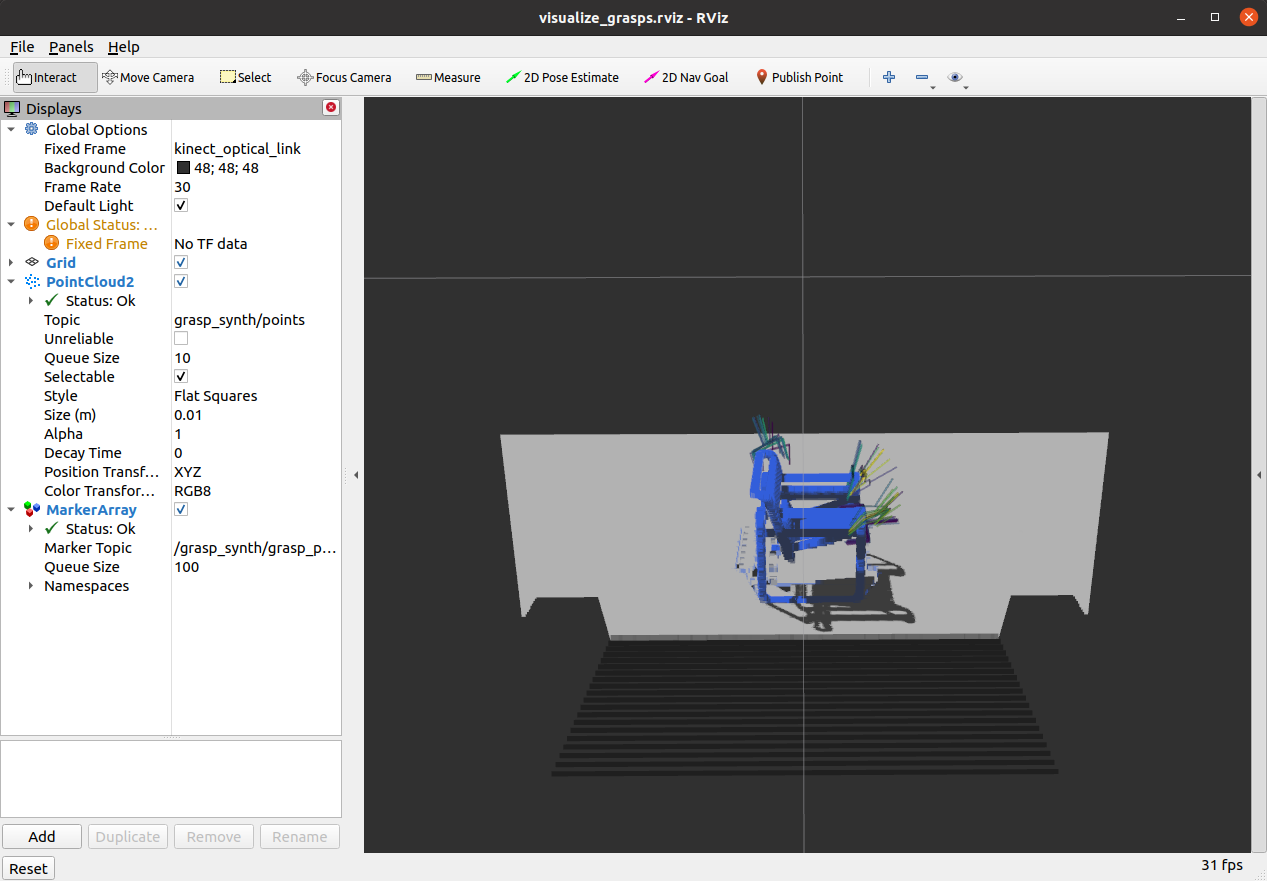 visualize_grasps.rviz - RViz
File Panels Help
Interact Move Camera Select Focus Camera Measure 2D Pose Estimate 2D Nav Goal Publish Point
Displays
Global Options
Fixed Frame kinect_optical_link
Background Color 48; 48; 48
Frame Rate 30
Default Light
Global Status: ...
Fixed Frame No TF data
Grid
PointCloud2
Status: Ok
Topic grasp_synth/points
Unreliable
Queue Size 10
Selectable
Style Flat Squares
Size (m) 0.01
Alpha 1
Decay Time 0
Position Transf... XYZ
Color Transfor... RGB8
MarkerArray
Status: Ok
Marker Topic /grasp_synth/grasp_p...
Queue Size 100
Namespaces
Add Duplicate Remove Rename
Reset 31 fps